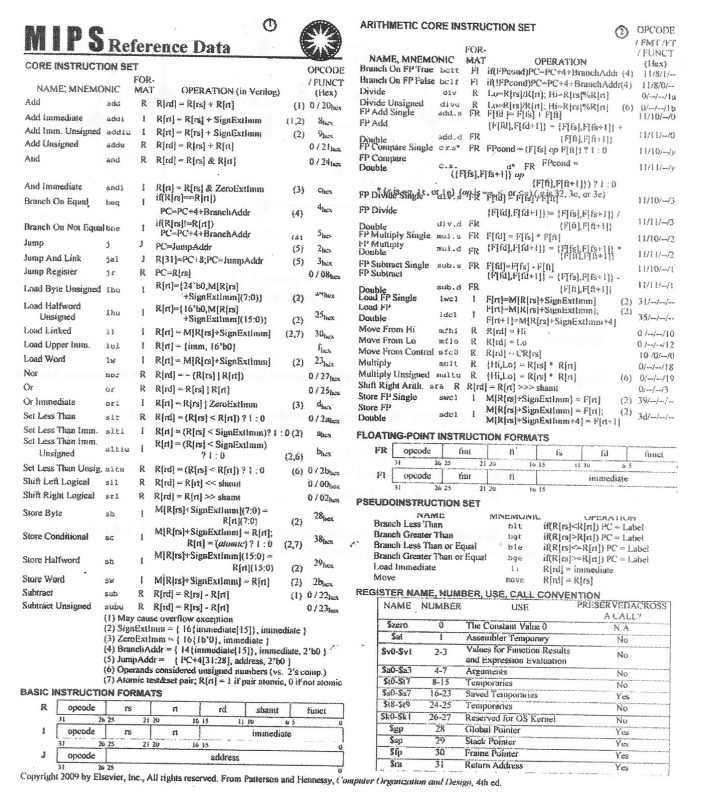 MIPS Reference Data
①
CORE INSTRUCTION SET
OPCODE / FUNCT (Hex)
NAME, MNEMONIC FOR-MAT OPERATION (in Verilog)
Add add R R[rd] = R[rs] + R[rt] (1) 0 / 20hex
Add Immediate addi I R[rt] = R[rs] + SignExtImm (1,2) 8hex
Add Imm. Unsigned addiu I R[rt] = R[rs] + SignExtImm (2) 9hex
Add Unsigned addu R R[rd] = R[rs] + R[rt] 0 / 21hex
And and R R[rd] = R[rs] & R[rt] 0 / 24hex
And Immediate andi I R[rt] = R[rs] & ZeroExtImm (3) chex
Branch On Equal beq I if(R[rs]==R[rt])
PC=PC+4+BranchAddr (4) 4hex
Branch On Not Equal bne I if(R[rs]!=R[rt])
PC=PC+4+BranchAddr (4) 5hex
Jump j J PC=JumpAddr (5) 2hex
Jump And Link jal J R[31]=PC+8;PC=JumpAddr (5) 3hex
Jump Register jr R PC=R[rs] 0 / 08hex
Load Byte Unsigned lbu I R[rt]={24'b0,M[R[rs]
+SignExtImm](7:0)} (2)
Load Halfword Unsigned lhu I R[rt]={16'b0,M[R[rs]
+SignExtImm](15:0)} (2) 25hex
Load Linked ll I R[rt] = M[R[rs]+SignExtImm] (2,7) 30hex
Load Upper Imm. lui I R[rt] = {imm, 16'b0} fhex
Load Word lw I R[rt] = M[R[rs]+SignExtImm] (2) 23hex
Nor nor R R[rd] = ~ (R[rs] | R[rt]) 0 / 27hex
Or or R R[rd] = R[rs] | R[rt] 0 / 25hex
Or Immediate ori I R[rt] = R[rs] | ZeroExtImm (3) dhex
Set Less Than slt R R[rd] = (R[rs] < R[rt]) ? 1 : 0 0 / 2ahex
Set Less Than Imm. slti I R[rt] = (R[rs] < SignExtImm)? 1 : 0 (2) ahex
Set Less Than Imm. Unsigned sltiu I R[rt] = (R[rs] < SignExtImm)
? 1 : 0 (2,6) bhex
Set Less Than Unsig. sltu R R[rd] = (R[rs] < R[rt]) ? 1 : 0 (6) 0 / 2bhex
Shift Left Logical sll R R[rd] = R[rt] << shamt 0 / 00hex
Shift Right Logical srl R R[rd] = R[rt] >> shamt 0 / 02hex
Store Byte sb I M[R[rs]+SignExtImm](7:0) =
R[rt](7:0) (2) 28hex
Store Conditional sc I M[R[rs]+SignExtImm] = R[rt];
R[rt] = (atomic) ? 1 : 0 (2,7) 38hex
Store Halfword sh I M[R[rs]+SignExtImm](15:0) =
R[rt](15:0) (2) 29hex
Store Word sw I M[R[rs]+SignExtImm] = R[rt] (2) 2bhex
Subtract sub R R[rd] = R[rs] - R[rt] (1) 0 / 22hex
Subtract Unsigned subu R R[rd] = R[rs] - R[rt] 0 / 23hex
(1) May cause overflow exception
(2) SignExtImm = { 16{immediate[15]}, immediate }
(3) ZeroExtImm = { 16{1'b0}, immediate }
(4) BranchAddr = { 14{immediate[15]}, immediate, 2'b0 }
(5) JumpAddr = { PC+4[31:28], address, 2'b0 }
(6) Operands considered unsigned numbers (vs. 2's comp.)
(7) Atomic test&set pair; R[rt] = 1 if pair atomic, 0 if not atomic
BASIC INSTRUCTION FORMATS
R opcode rs rt rd shamt funct
31 26 25 21 20 16 15 11 10 6 5 0
I opcode rs rt immediate
31 26 25 21 20 16 15 0
J opcode address
31 26 25 0
ARITHMETIC CORE INSTRUCTION SET
② OPCODE / FMT /FT / FUNCT (Hex)
NAME, MNEMONIC FOR-MAT OPERATION
Branch On FP True bc1t FI if(FPcond)PC=PC+4+BranchAddr (4) 11/8/1/--
Branch On FP False bc1f FI if(!FPcond)PC=PC+4+BranchAddr(4) 11/8/0/--
Divide div R Lo=R[rs]/R[rt]; Hi=R[rs]%R[rt] 0/--/--/1a
Divide Unsigned divu R Lo=R[rs]/R[rt]; Hi=R[rs]%R[rt] (6) 0/--/--/1b
FP Add Single add.s FR F[fd ]= F[fs] + F[ft] 11/10/--/0
FP Add Double add.d FR {F[fd],F[fd+1]} = {F[fs],F[fs+1]} +
{F[ft],F[ft+1]} 11/11/--/0
FP Compare Single c.x.s* FR FPcond = (F[fs] op F[ft]) ? 1 : 0 11/10/--/y
FP Compare Double c.x.d* FR FPcond =
({F[fs],F[fs+1]} op
{F[ft],F[ft+1]}) ? 1 : 0 11/11/--/y
* (x is eq, lt, or le) (op is ==, <, or <=) (y is 32, 3c, or 3e)
FP Divide Single div.s FR F[fd] = F[fs] / F[ft] 11/10/--/3
FP Divide Double div.d FR {F[fd],F[fd+1]} = {F[fs],F[fs+1]} /
{F[ft],F[ft+1]} 11/11/--/3
FP Multiply Single mul.s FR F[fd] = F[fs] * F[ft] 11/10/--/2
FP Multiply Double mul.d FR {F[fd],F[fd+1]} = {F[fs],F[fs+1]} *
{F[ft],F[ft+1]} 11/11/--/2
FP Subtract Single sub.s FR F[fd]=F[fs] - F[ft] 11/10/--/1
FP Subtract Double sub.d FR {F[fd],F[fd+1]} = {F[fs],F[fs+1]} -
{F[ft],F[ft+1]} 11/11/--/1
Load FP Single lwc1 I F[rt]=M[R[rs]+SignExtImm] (2) 31/--/--/--
Load FP Double ldc1 I F[rt]=M[R[rs]+SignExtImm]; (2)
F[rt+1]=M[R[rs]+SignExtImm+4] 35/--/--/--
Move From Hi mfhi R R[rd] = Hi 0 /--/--/10
Move From Lo mflo R R[rd] = Lo 0 /--/--/12
Move From Control mfc0 R R[rd] = CR[rs] 10 /0/--/0
Multiply mult R {Hi,Lo} = R[rs] * R[rt] 0/--/--/18
Multiply Unsigned multu R {Hi,Lo} = R[rs] * R[rt] (6) 0/--/--/19
Shift Right Arith. sra R R[rd] = R[rt] >>> shamt 0/--/--/3
Store FP Single swc1 I M[R[rs]+SignExtImm] = F[rt] (2) 39/--/--/--
Store FP Double sdc1 I M[R[rs]+SignExtImm] = F[rt]; (2)
M[R[rs]+SignExtImm+4] = F[rt+1] 3d/--/--/--
FLOATING-POINT INSTRUCTION FORMATS
FR opcode fmt ft fs fd funct
31 26 25 21 20 16 15 6 5
FI opcode fmt ft immediate
31 26 25 21 20 16 15
PSEUDOINSTRUCTION SET
NAME MNEMONIC OPERATION
Branch Less Than blt if(R[rs]<R[rt]) PC = Label
Branch Greater Than bgt if(R[rs]>R[rt]) PC = Label
Branch Less Than or Equal ble if(R[rs]<=R[rt]) PC = Label
Branch Greater Than or Equal bge if(R[rs]>=R[rt]) PC = Label
Load Immediate li R[rd] = immediate
Move move R[rd] = R[rs]
REGISTER NAME, NUMBER, USE, CALL CONVENTION
NAME NUMBER USE PRESERVED ACROSS A CALL?
$zero 0 The Constant Value 0 N.A.
$at 1 Assembler Temporary No
$v0-$v1 2-3 Values for Function Results and Expression Evaluation No
$a0-$a3 4-7 Arguments No
$t0-$t7 8-15 Temporaries No
$s0-$s7 16-23 Saved Temporaries Yes
$t8-$t9 24-25 Temporaries No
$k0-$k1 26-27 Reserved for OS Kernel No
$gp 28 Global Pointer Yes
$sp 29 Stack Pointer Yes
$fp 30 Frame Pointer Yes
$ra 31 Return Address Yes
Copyright 2009 by Elsevier, Inc., All rights reserved. From Patterson and Hennessy, Computer Organization and Design, 4th ed.